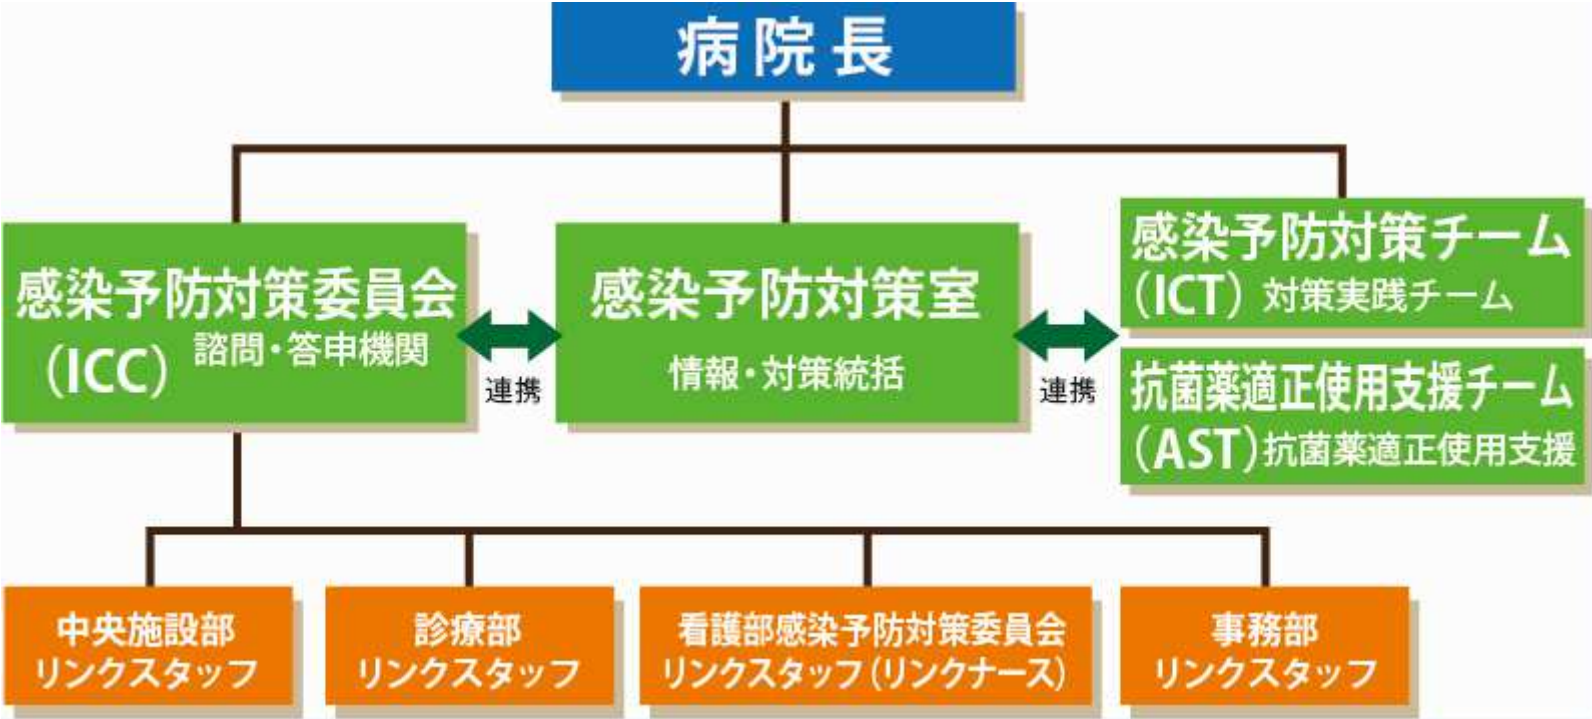 病院長
感染予防対策委員会
(ICC) 諮問・答申機関
連携
感染予防対策室
情報・対策統括
連携
感染予防対策チーム
(ICT) 対策実践チーム
抗菌薬適正使用支援チーム
(AST)抗菌薬適正使用支援
中央施設部
リンクスタッフ
診療部
リンクスタッフ
看護部感染予防対策委員会
リンクスタッフ(リンクナース)
事務部
リンクスタッフ